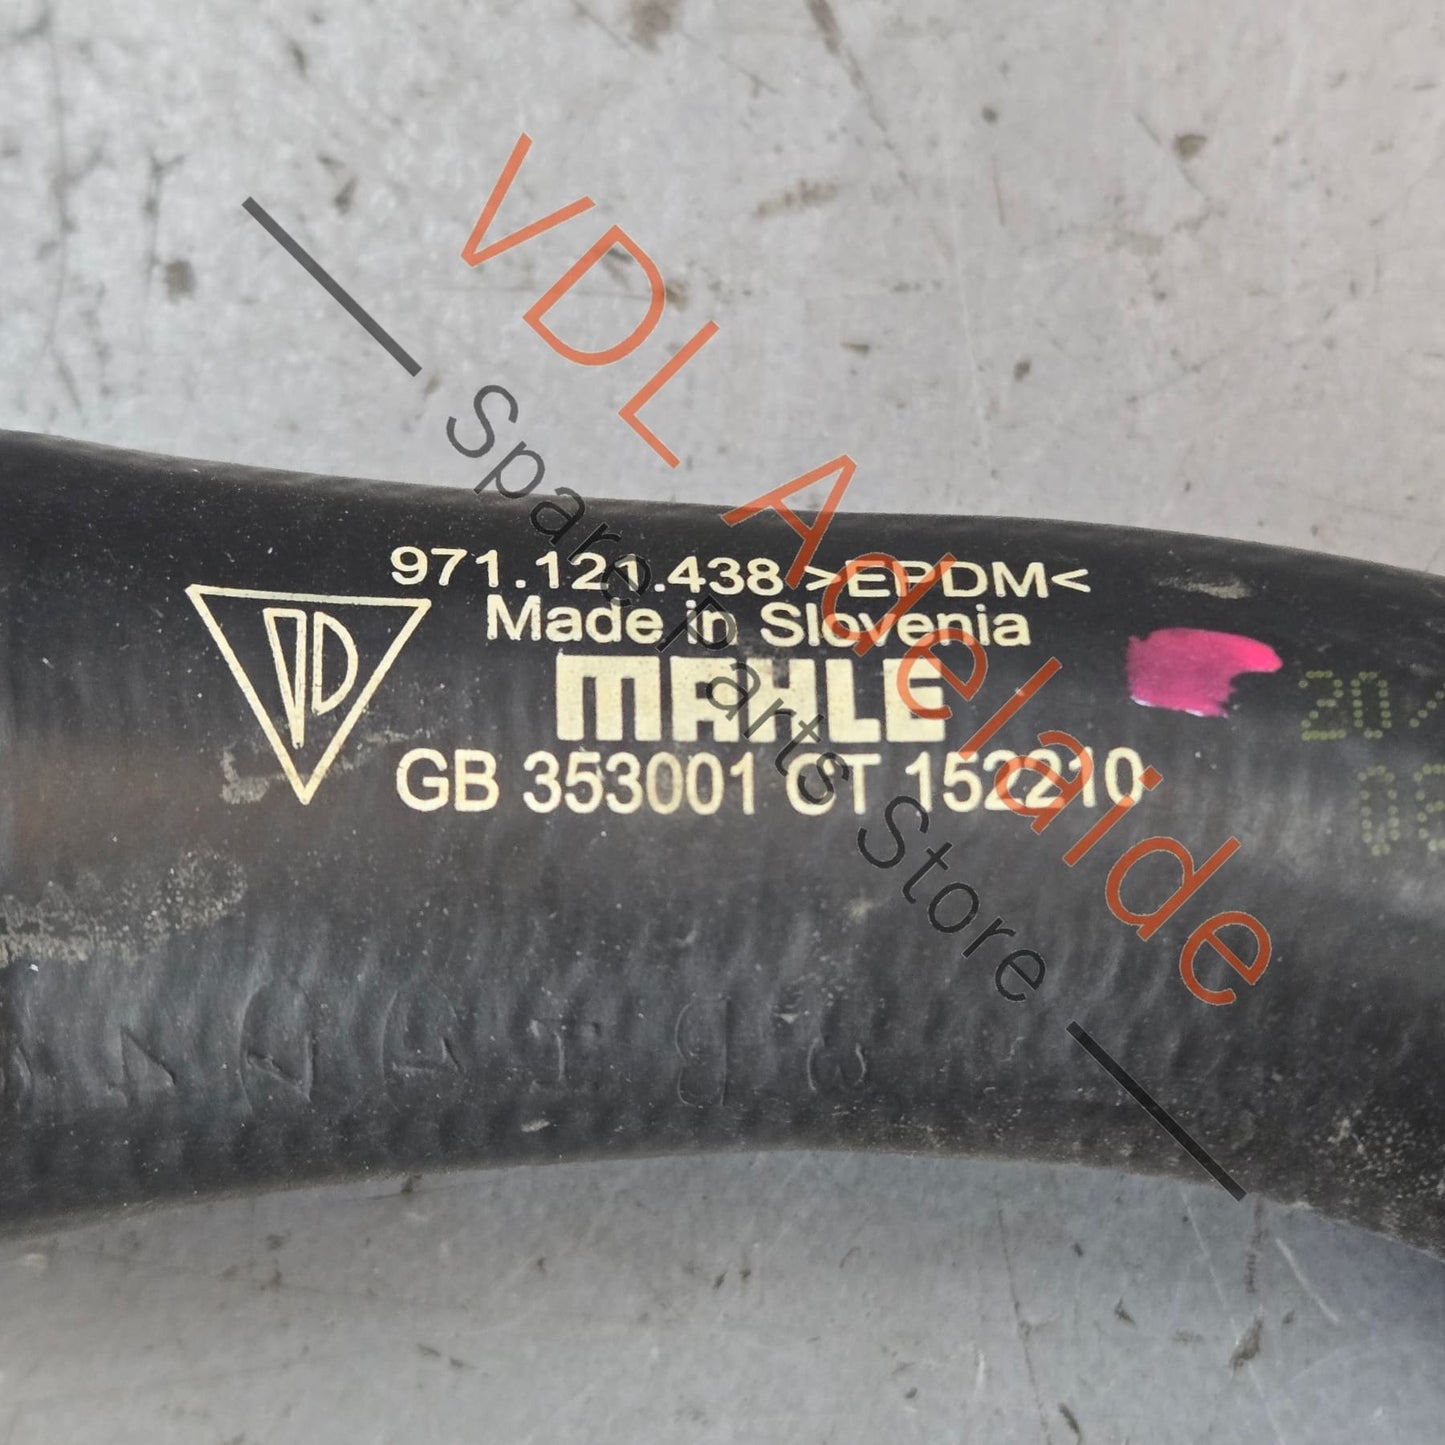 VDL Adelaide
Spare Parts Store
971.121.438 >EPDM<
Made in Slovenia
MAHLE
GB 353001 CT 152210